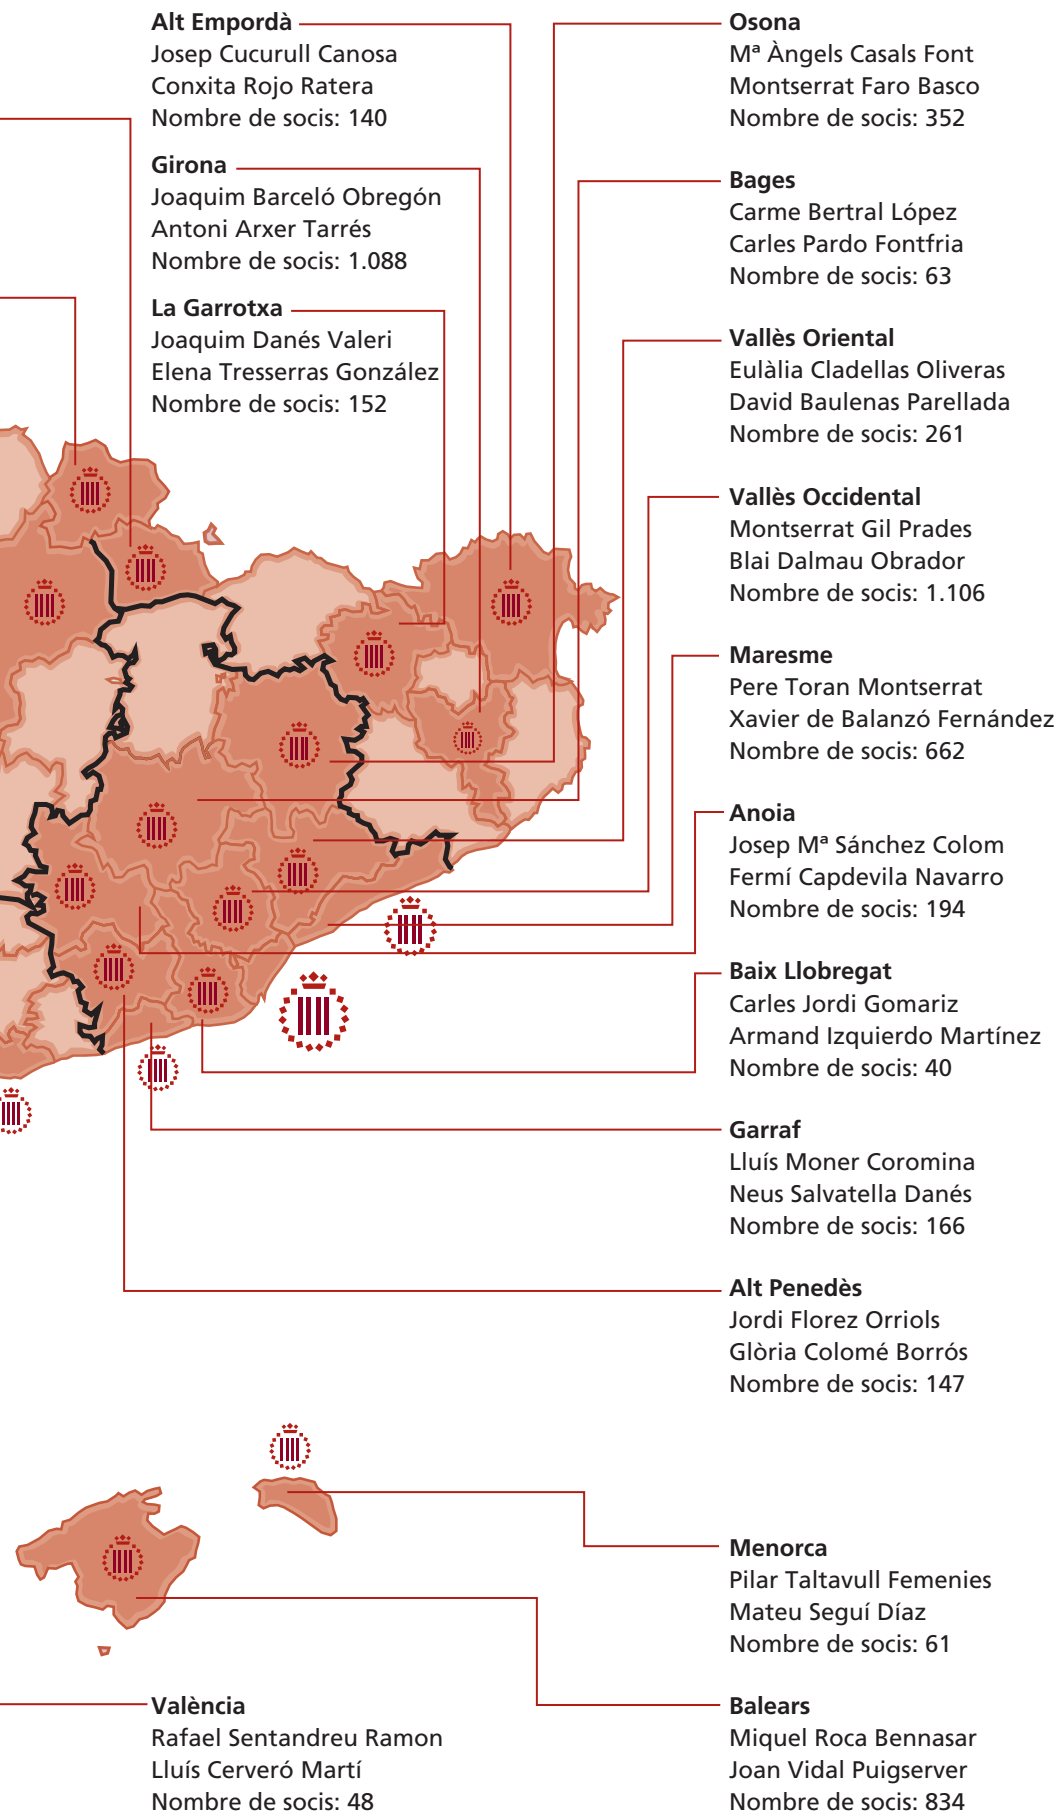 Alt Empordà
Josep Cucurull Canosa
Conxita Rojo Ratera
Nombre de socis: 140
Girona
Joaquim Barceló Obregón
Antoni Arxer Tarrés
Nombre de socis: 1.088
La Garrotxa
Joaquim Danés Valeri
Elena Tresserras González
Nombre de socis: 152
Osona
Mª Àngels Casals Font
Montserrat Faro Basco
Nombre de socis: 352
Bages
Carme Bertral López
Carles Pardo Fontfria
Nombre de socis: 63
Vallès Oriental
Eulàlia Cladellas Oliveras
David Baulenas Parellada
Nombre de socis: 261
Vallès Occidental
Montserrat Gil Prades
Blai Dalmau Obrador
Nombre de socis: 1.106
Maresme
Pere Toran Montserrat
Xavier de Balanzó Fernández
Nombre de socis: 662
Anoia
Josep Mª Sánchez Colom
Fermí Capdevila Navarro
Nombre de socis: 194
Baix Llobregat
Carles Jordi Gomariz
Armand Izquierdo Martínez
Nombre de socis: 40
Garraf
Lluís Moner Coromina
Neus Salvatella Danés
Nombre de socis: 166
Alt Penedès
Jordi Florez Orriols
Glòria Colomé Borrós
Nombre de socis: 147
Menorca
Pilar Taltavull Femenies
Mateu Seguí Díaz
Nombre de socis: 61
València
Rafael Sentandreu Ramon
Lluís Cerveró Martí
Nombre de socis: 48
Balears
Miquel Roca Bennasar
Joan Vidal Puigserver
Nombre de socis: 834